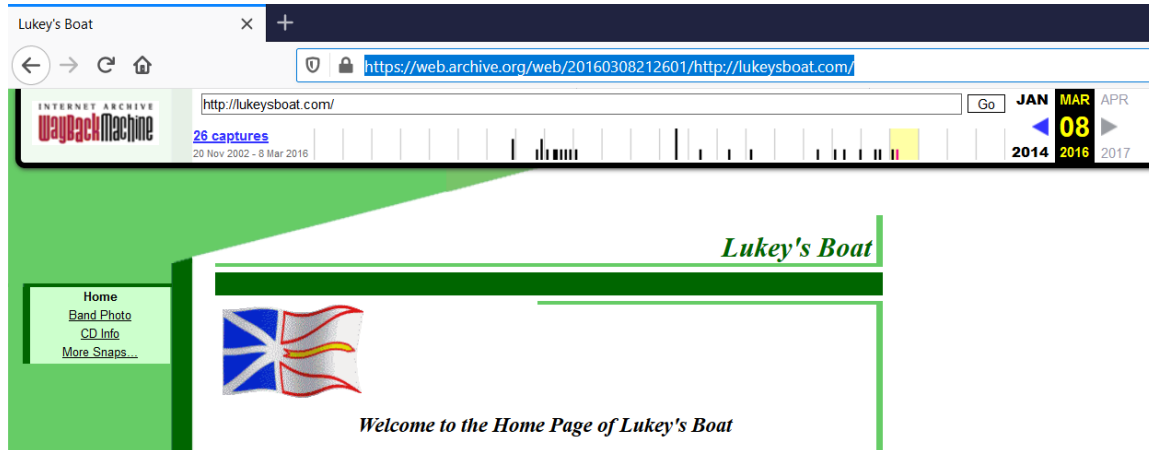 Lukey's Boat
https://web.archive.org/web/20160308212601/http://lukeysboat.com/
INTERNET ARCHIVE
WayBackMachine
http://lukeysboat.com/
Go
JAN MAR APR
26 captures
08
20 Nov 2002 - 8 Mar 2016
2014 2016 2017
Lukey's Boat
Home
Band Photo
CD Info
More Snaps...
Welcome to the Home Page of Lukey's Boat